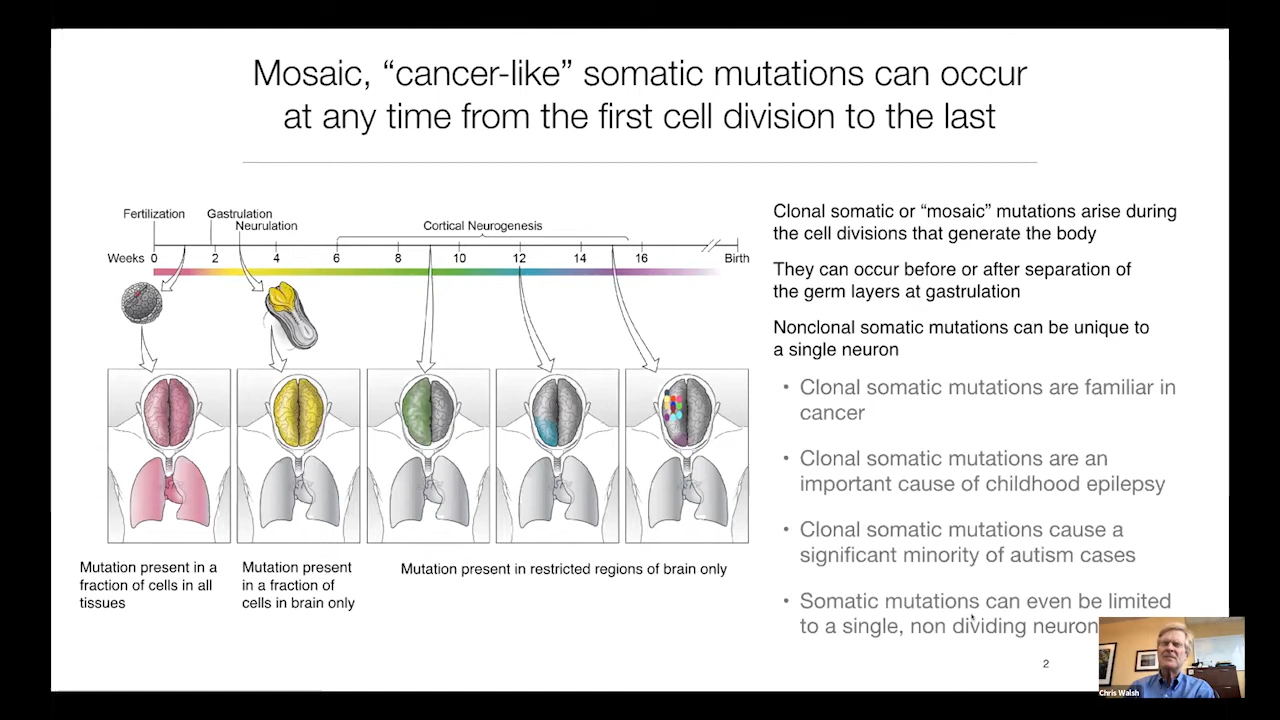 Mosaic, “cancer-like” somatic mutations can occur
at any time from the first cell division to the last
Fertilization
Gastrulation
Neurulation
Cortical Neurogenesis
Weeks 0 2 4 6 8 10 12 14 16 Birth
Mutation present in a
fraction of cells in all
tissues
Mutation present
in a fraction of
cells in brain only
Mutation present in restricted regions of brain only
Clonal somatic or “mosaic” mutations arise during
the cell divisions that generate the body
They can occur before or after separation of
the germ layers at gastrulation
Nonclonal somatic mutations can be unique to
a single neuron
• Clonal somatic mutations are familiar in
cancer
• Clonal somatic mutations are an
important cause of childhood epilepsy
• Clonal somatic mutations cause a
significant minority of autism cases
• Somatic mutations can even be limited
to a single, non dividing neuron
2
Chris Walsh